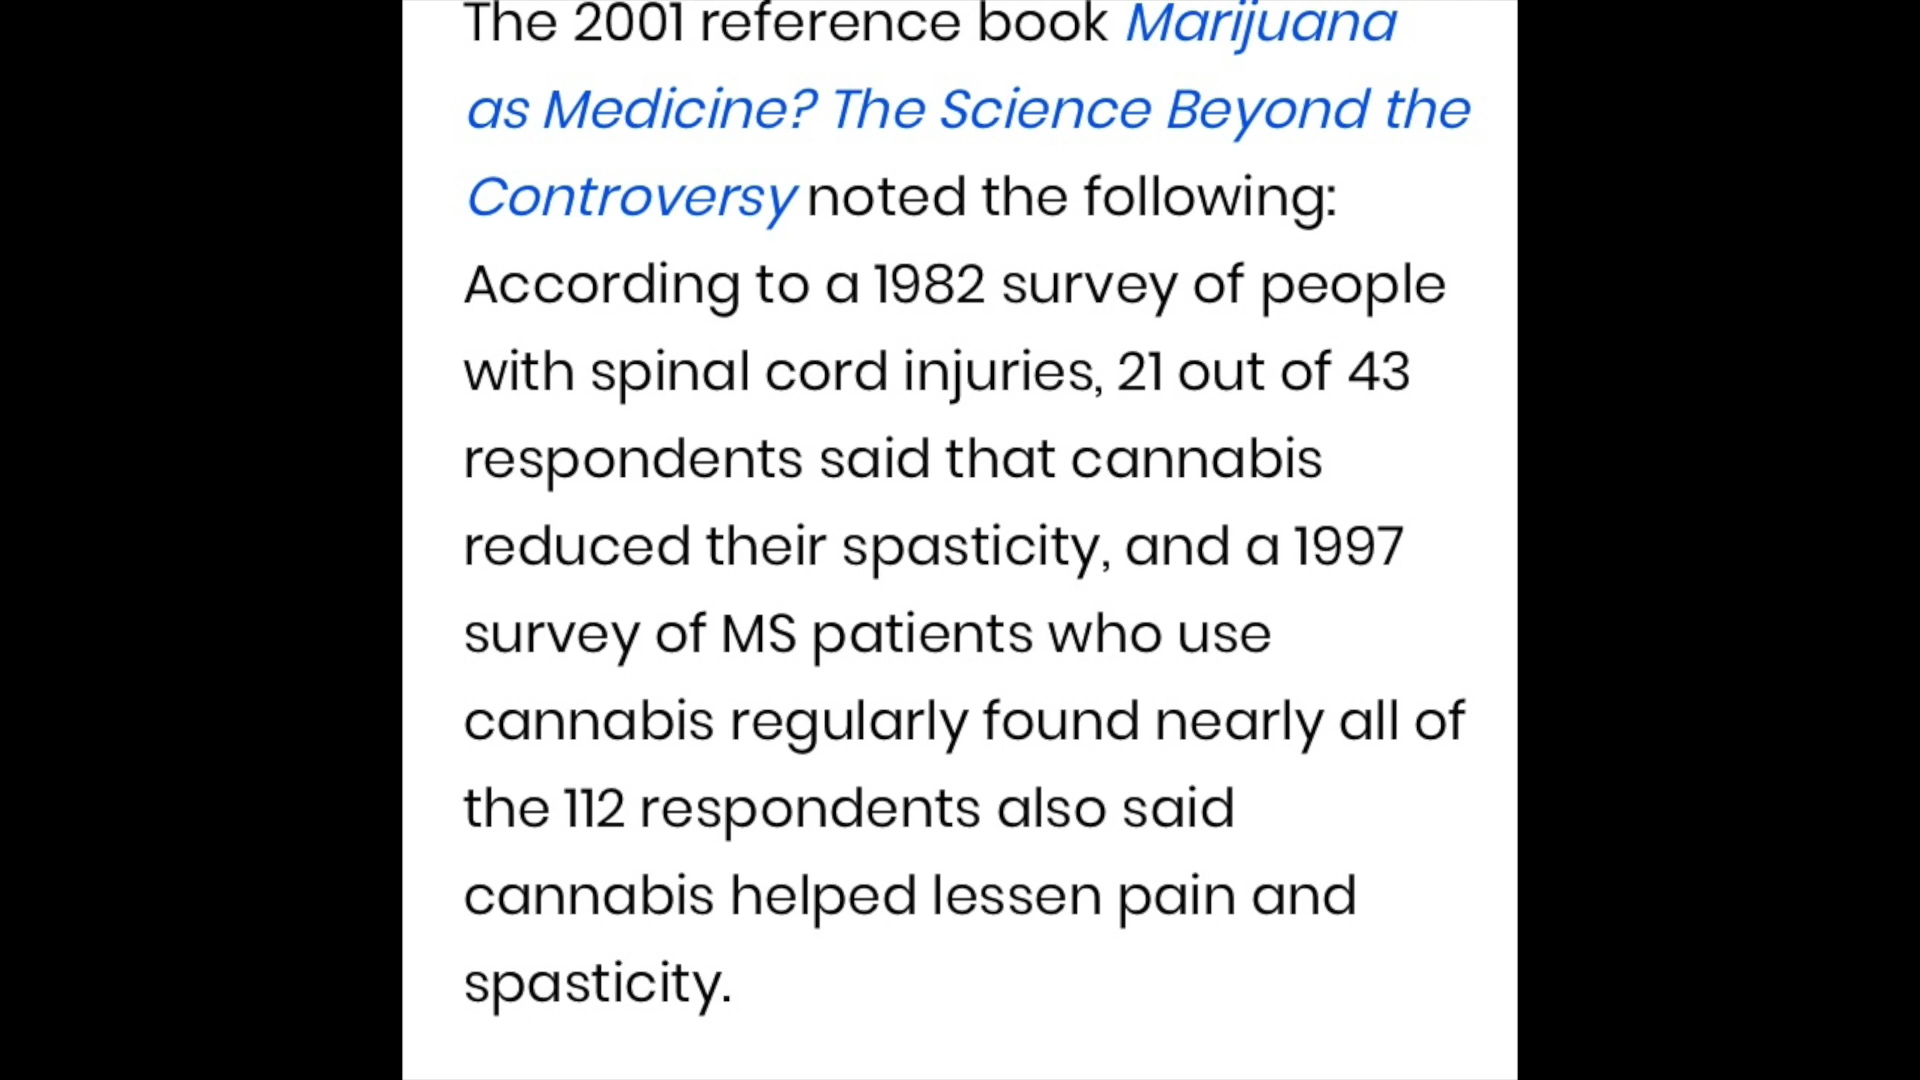 The 2001 reference book Marijuana
as Medicine? The Science Beyond the
Controversy noted the following:
According to a 1982 survey of people
with spinal cord injuries, 21 out of 43
respondents said that cannabis
reduced their spasticity, and a 1997
survey of MS patients who use
cannabis regularly found nearly all of
the 112 respondents also said
cannabis helped lessen pain and
spasticity.